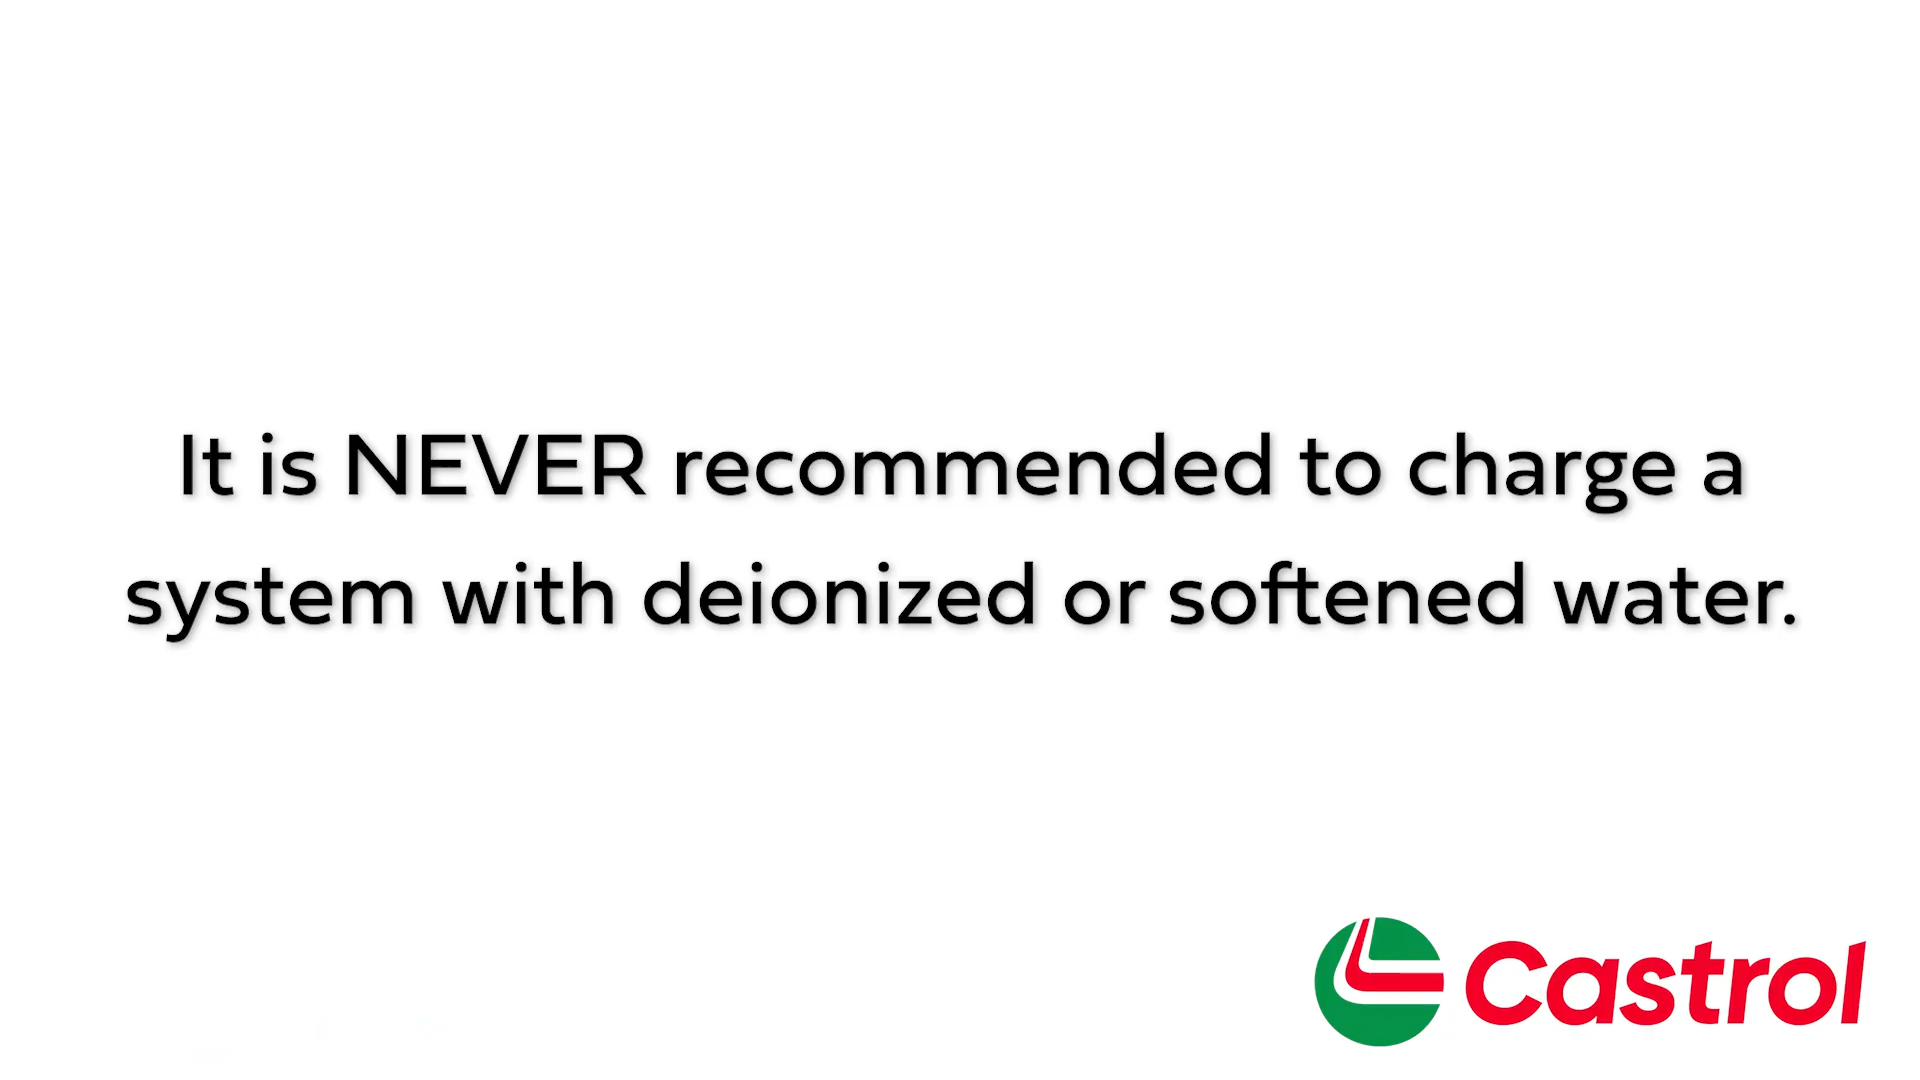 It is NEVER recommended to charge a
system with deionized or softened water.
Castrol